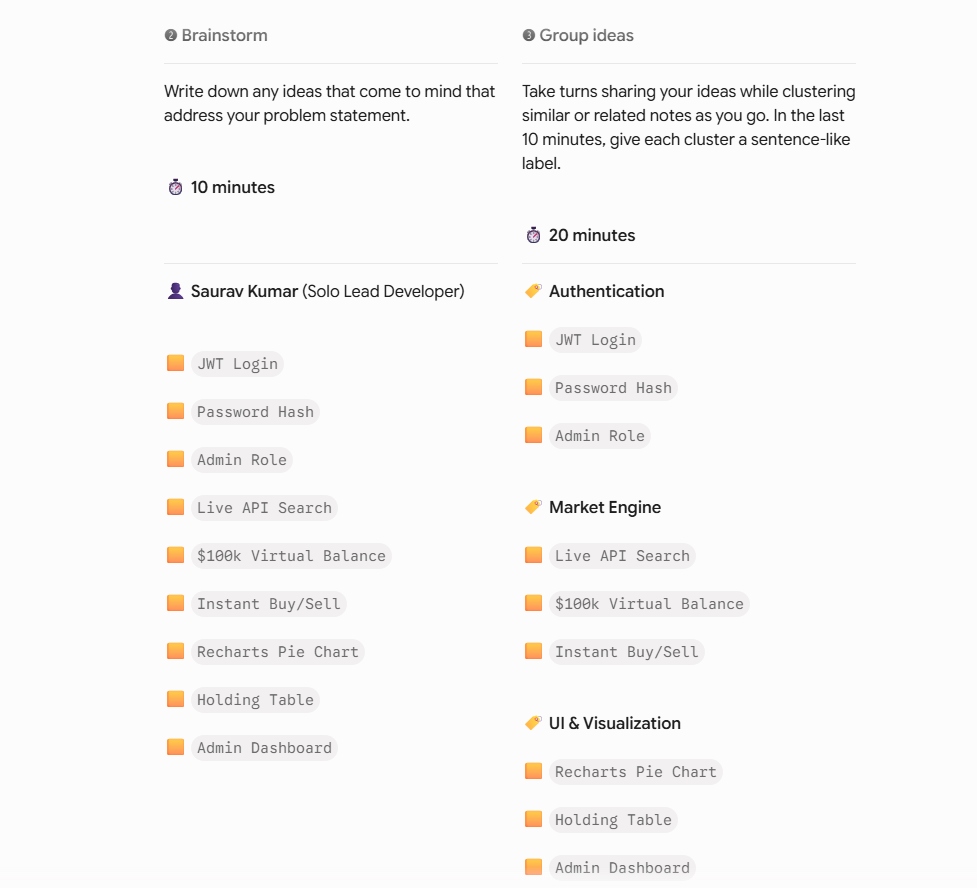 ❷ Brainstorm
Write down any ideas that come to mind that
address your problem statement.
10 minutes
Saurav Kumar (Solo Lead Developer)
JWT Login
Password Hash
Admin Role
Live API Search
$100k Virtual Balance
Instant Buy/Sell
Recharts Pie Chart
Holding Table
Admin Dashboard
❸ Group ideas
Take turns sharing your ideas while clustering
similar or related notes as you go. In the last
10 minutes, give each cluster a sentence-like
label.
20 minutes
Authentication
JWT Login
Password Hash
Admin Role
Market Engine
Live API Search
$100k Virtual Balance
Instant Buy/Sell
UI & Visualization
Recharts Pie Chart
Holding Table
Admin Dashboard